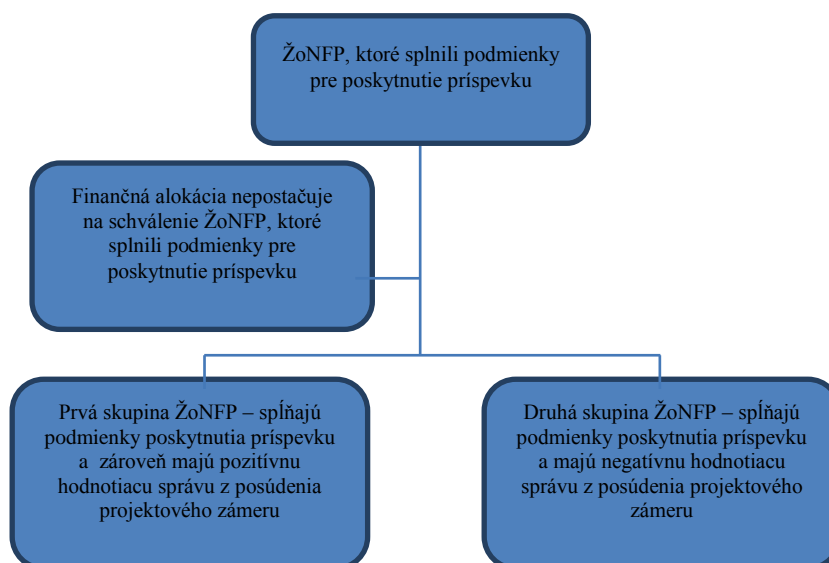 ŽoNFP, ktoré splnili podmienky
pre poskytnutie príspevku
Finančná alokácia nepostačuje
na schválenie ŽoNFP, ktoré
splnili podmienky pre
poskytnutie príspevku
Prvá skupina ŽoNFP – spĺňajú
podmienky poskytnutia príspevku
a zároveň majú pozitívnu
hodnotiacu správu z posúdenia
projektového zámeru
Druhá skupina ŽoNFP – spĺňajú
podmienky poskytnutia príspevku
a majú negatívnu hodnotiacu
správu z posúdenia projektového
zámeru